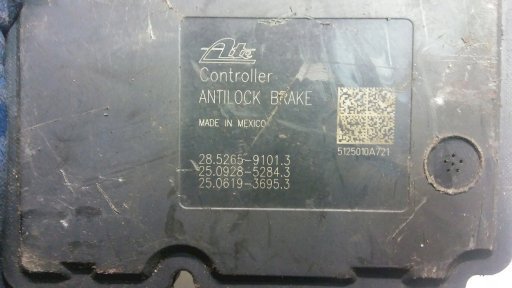 Ate
Controller
ANTILOCK BRAKE
MADE IN MEXICO
5125010A721
28.5265-9101.3
25.0928-5284.3
25.0619-3695.3